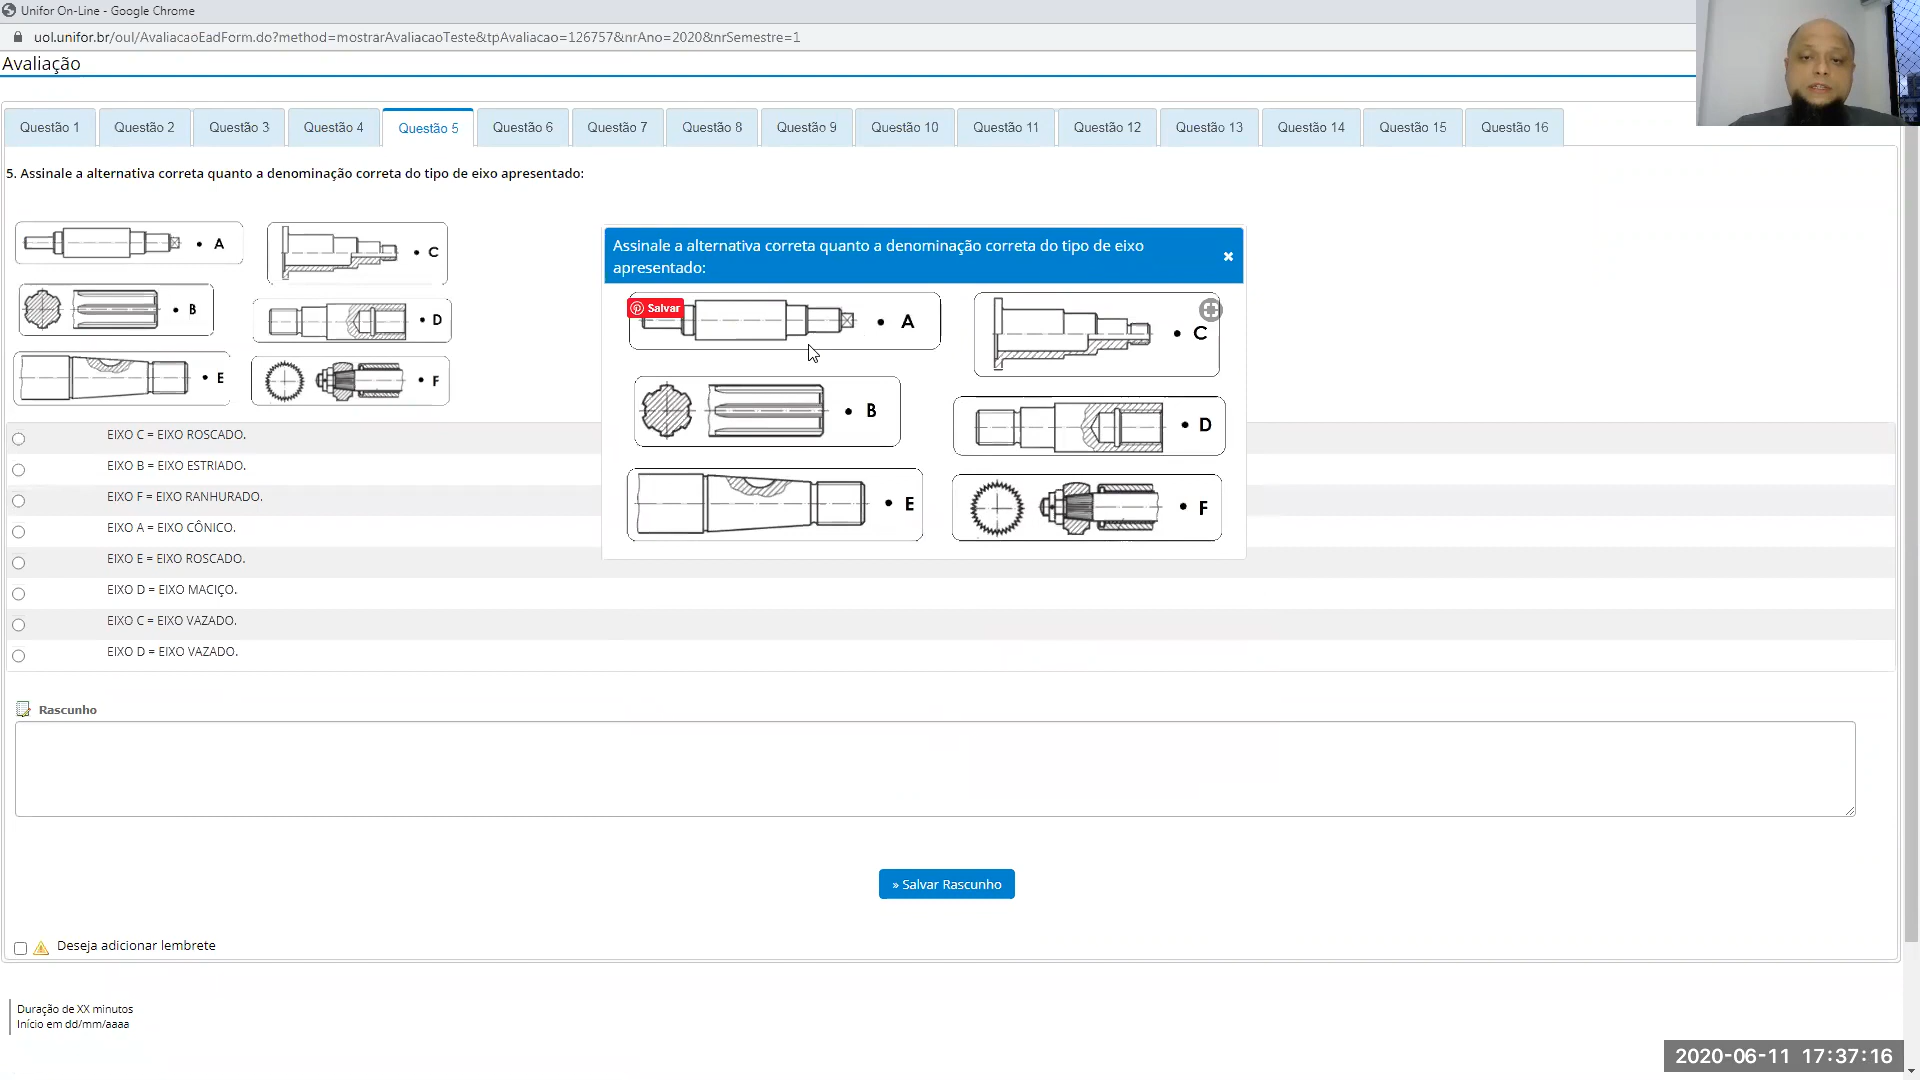 Unifor On-Line - Google Chrome
uol.unifor.br/oul/AvaliacaoEadForm.do?method=mostrarAvaliacaoTeste&tpAvaliacao=126757&nrAno=2020&nrSemestre=1
Avaliação
Questão 1 Questão 2 Questão 3 Questão 4 Questão 5 Questão 6 Questão 7 Questão 8 Questão 9 Questão 10 Questão 11 Questão 12 Questão 13 Questão 14 Questão 15 Questão 16
5. Assinale a alternativa correta quanto a denominação correta do tipo de eixo apresentado:
• A
• C
• B
• D
• E
• F
Assinale a alternativa correta quanto a denominação correta do tipo de eixo
apresentado:
Salvar
• A
• C
• B
• D
• E
• F
EIXO C = EIXO ROSCADO.
EIXO B = EIXO ESTRIADO.
EIXO F = EIXO RANHURADO.
EIXO A = EIXO CÔNICO.
EIXO E = EIXO ROSCADO.
EIXO D = EIXO MACIÇO.
EIXO C = EIXO VAZADO.
EIXO D = EIXO VAZADO.
Rascunho
» Salvar Rascunho
Deseja adicionar lembrete
Duração de XX minutos
Início em dd/mm/aaaa
2020-06-11 17:37:16